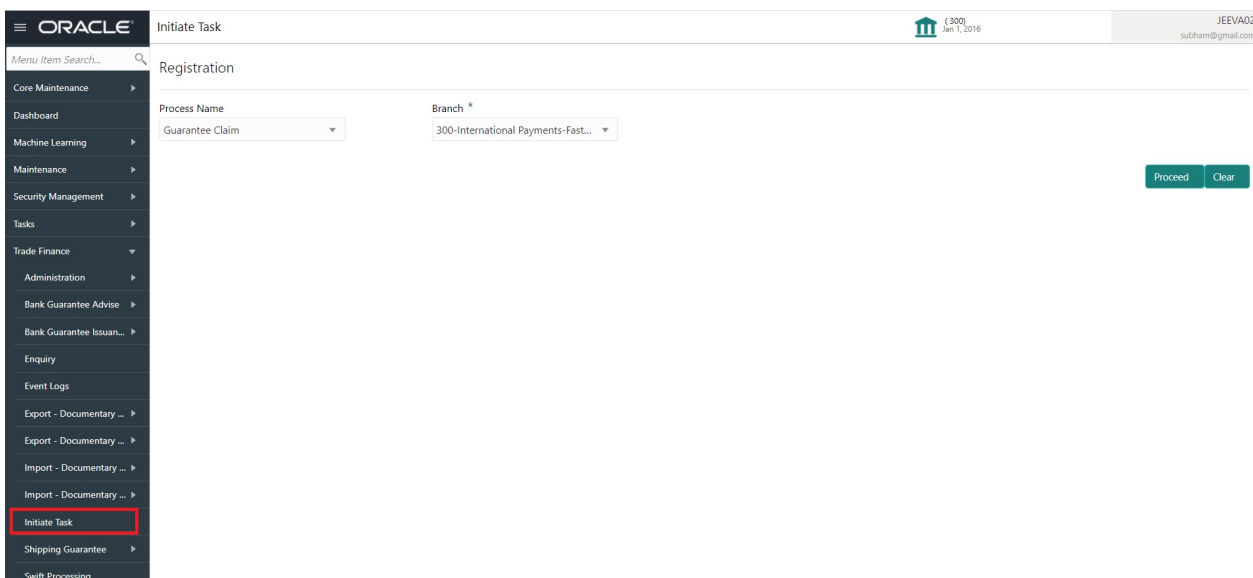 ORACLE
Initiate Task
( 300)
Jan 1, 2016
JEEVA02
subham@gmail.com
Menu Item Search...
Core Maintenance
Dashboard
Machine Learning
Maintenance
Security Management
Tasks
Trade Finance
Administration
Bank Guarantee Advise
Bank Guarantee Issuan...
Enquiry
Event Logs
Export - Documentary ...
Export - Documentary ...
Import - Documentary ...
Import - Documentary ...
Initiate Task
Shipping Guarantee
Swift Processing
Registration
Process Name
Guarantee Claim
Branch *
300-International Payments-Fast...
Proceed
Clear